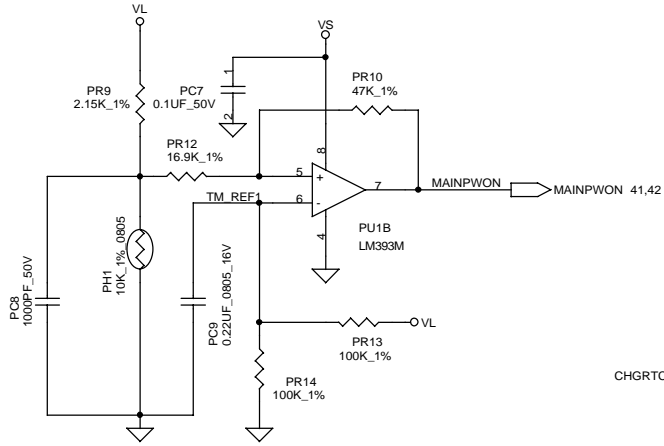 VL
VS
PR9
2.15K_1%
PC7
0.1UF_50V
1
2
PR10
47K_1%
PR12
16.9K_1%
8
5
+
TM_REF1
6
-
7
MAINPWON
MAINPWON 41,42
4
PU1B
LM393M
PH1
10K_1%_0805
PC8
1000PF_50V
PC9
0.22UF_0805_16V
VL
PR13
100K_1%
PR14
100K_1%
CHGRTC